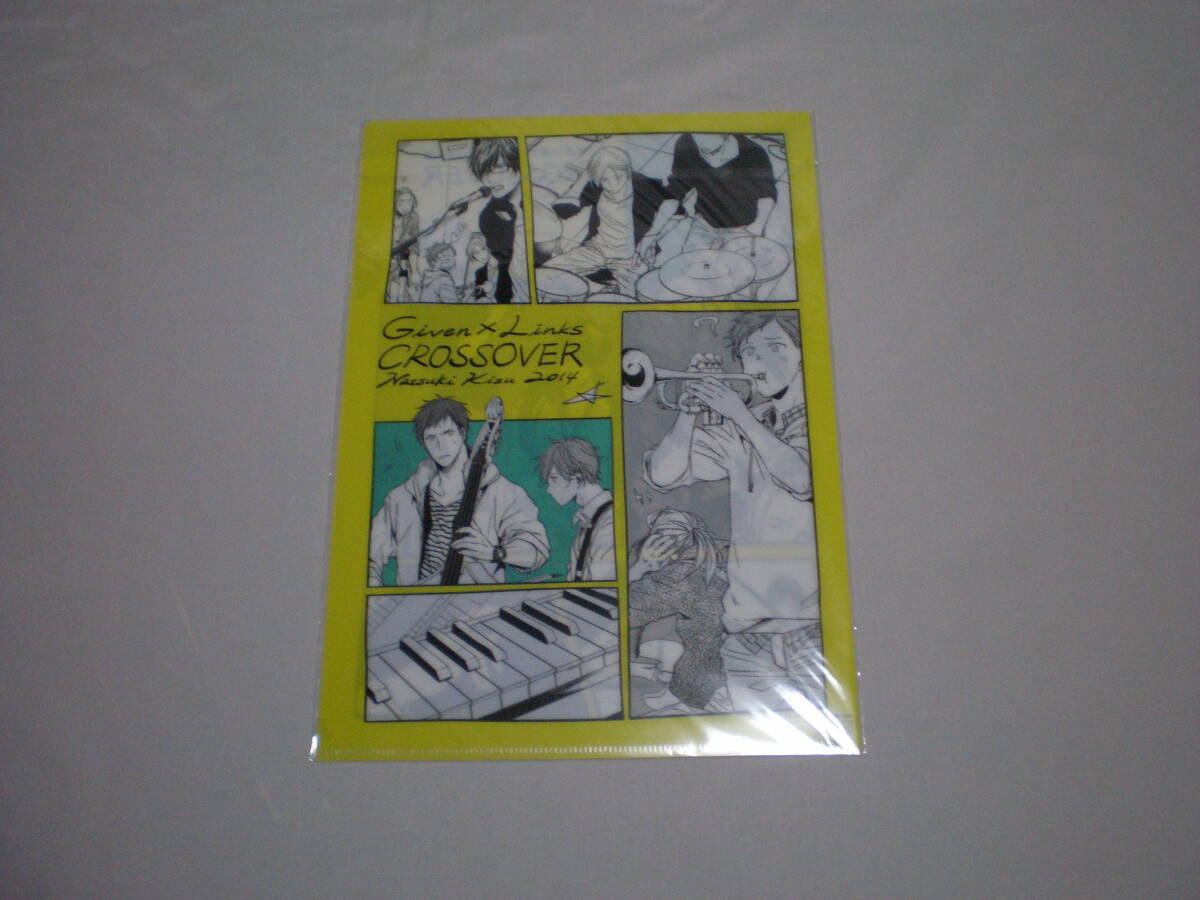 Given × Links
CROSSOVER
Natsuki Kizu 2014
?